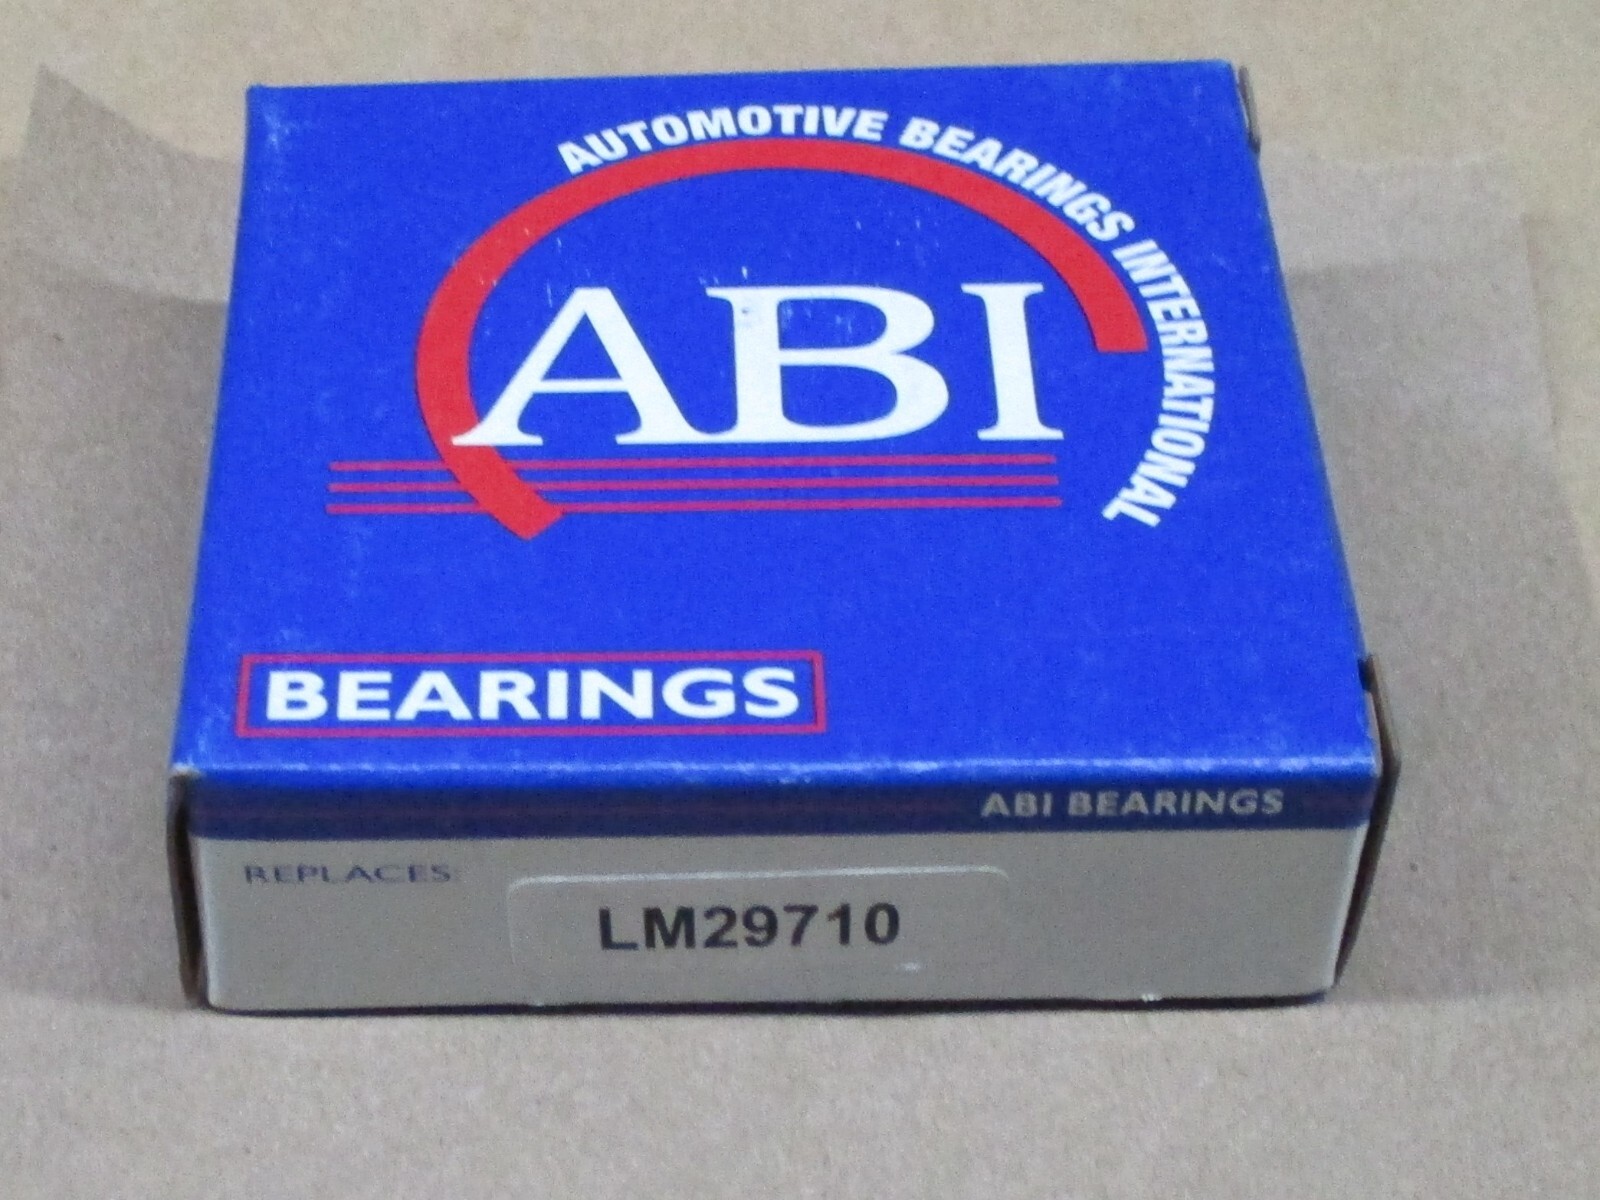 AUTOMOTIVE BEARINGS INTERNATIONAL
ABI
BEARINGS
ABI BEARINGS
REPLACES:
LM29710